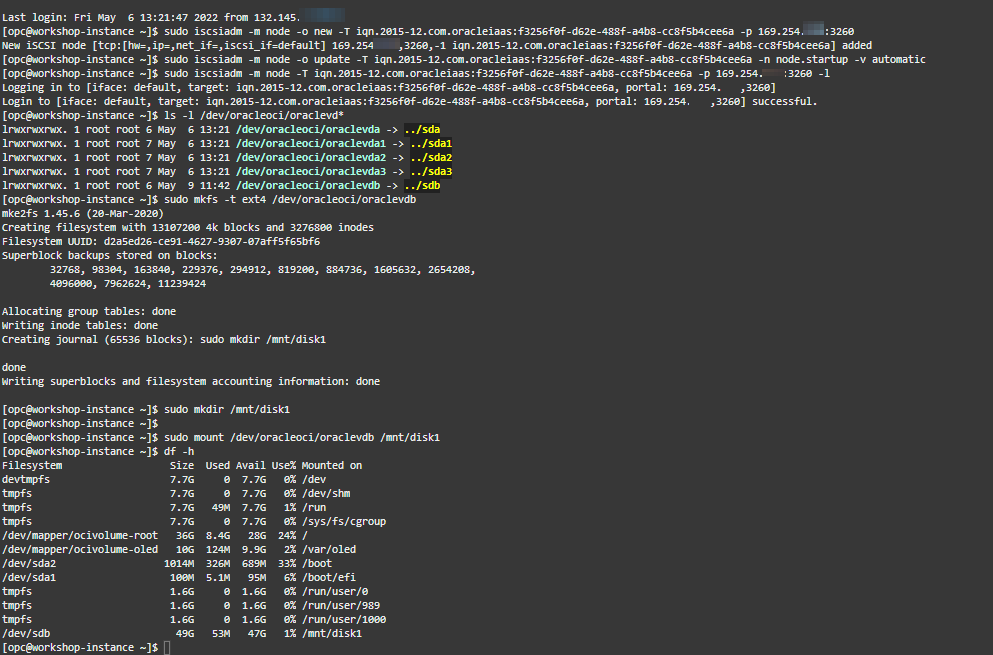 Last login: Fri May  6 13:21:47 2022 from 132.145.
[opc@workshop-instance ~]$ sudo iscsiadm -m node -o new -T iqn.2015-12.com.oracleiaas:f3256f0f-d62e-488f-a4b8-cc8f5b4cee6a -p 169.254.    :3260
New iSCSI node [tcp:[hw=,ip=,net_if=,iscsi_if=default] 169.254    ,3260,-1 iqn.2015-12.com.oracleiaas:f3256f0f-d62e-488f-a4b8-cc8f5b4cee6a] added
[opc@workshop-instance ~]$ sudo iscsiadm -m node -o update -T iqn.2015-12.com.oracleiaas:f3256f0f-d62e-488f-a4b8-cc8f5b4cee6a -n node.startup -v automatic
[opc@workshop-instance ~]$ sudo iscsiadm -m node -T iqn.2015-12.com.oracleiaas:f3256f0f-d62e-488f-a4b8-cc8f5b4cee6a -p 169.254.    :3260 -l
Logging in to [iface: default, target: iqn.2015-12.com.oracleiaas:f3256f0f-d62e-488f-a4b8-cc8f5b4cee6a, portal: 169.254.   ,3260]
Login to [iface: default, target: iqn.2015-12.com.oracleiaas:f3256f0f-d62e-488f-a4b8-cc8f5b4cee6a, portal: 169.254.   ,3260] successful.
[opc@workshop-instance ~]$ ls -l /dev/oracleoci/oraclevd*
lrwxrwxrwx. 1 root root 6 May  6 13:21 /dev/oracleoci/oraclevda -> ../sda
lrwxrwxrwx. 1 root root 7 May  6 13:21 /dev/oracleoci/oraclevda1 -> ../sda1
lrwxrwxrwx. 1 root root 7 May  6 13:21 /dev/oracleoci/oraclevda2 -> ../sda2
lrwxrwxrwx. 1 root root 7 May  6 13:21 /dev/oracleoci/oraclevda3 -> ../sda3
lrwxrwxrwx. 1 root root 6 May  9 11:42 /dev/oracleoci/oraclevdb -> ../sdb
[opc@workshop-instance ~]$ sudo mkfs -t ext4 /dev/oracleoci/oraclevdb
mke2fs 1.45.6 (20-Mar-2020)
Creating filesystem with 13107200 4k blocks and 3276800 inodes
Filesystem UUID: d2a5ed26-ce91-4627-9307-07aff5f65bf6
Superblock backups stored on blocks:
        32768, 98304, 163840, 229376, 294912, 819200, 884736, 1605632, 2654208,
        4096000, 7962624, 11239424
Allocating group tables: done
Writing inode tables: done
Creating journal (65536 blocks): sudo mkdir /mnt/disk1
done
Writing superblocks and filesystem accounting information: done
[opc@workshop-instance ~]$ sudo mkdir /mnt/disk1
[opc@workshop-instance ~]$
[opc@workshop-instance ~]$ sudo mount /dev/oracleoci/oraclevdb /mnt/disk1
[opc@workshop-instance ~]$ df -h
Filesystem                  Size  Used Avail Use% Mounted on
devtmpfs                    7.7G     0  7.7G   0% /dev
tmpfs                       7.7G     0  7.7G   0% /dev/shm
tmpfs                       7.7G   49M  7.7G   1% /run
tmpfs                       7.7G     0  7.7G   0% /sys/fs/cgroup
/dev/mapper/ocivolume-root   36G  8.4G   28G  24% /
/dev/mapper/ocivolume-oled   10G  124M  9.9G   2% /var/oled
/dev/sda2                  1014M  326M  689M  33% /boot
/dev/sda1                   100M  5.1M   95M   6% /boot/efi
tmpfs                       1.6G     0  1.6G   0% /run/user/0
tmpfs                       1.6G     0  1.6G   0% /run/user/989
tmpfs                       1.6G     0  1.6G   0% /run/user/1000
/dev/sdb                     49G   53M   47G   1% /mnt/disk1
[opc@workshop-instance ~]$